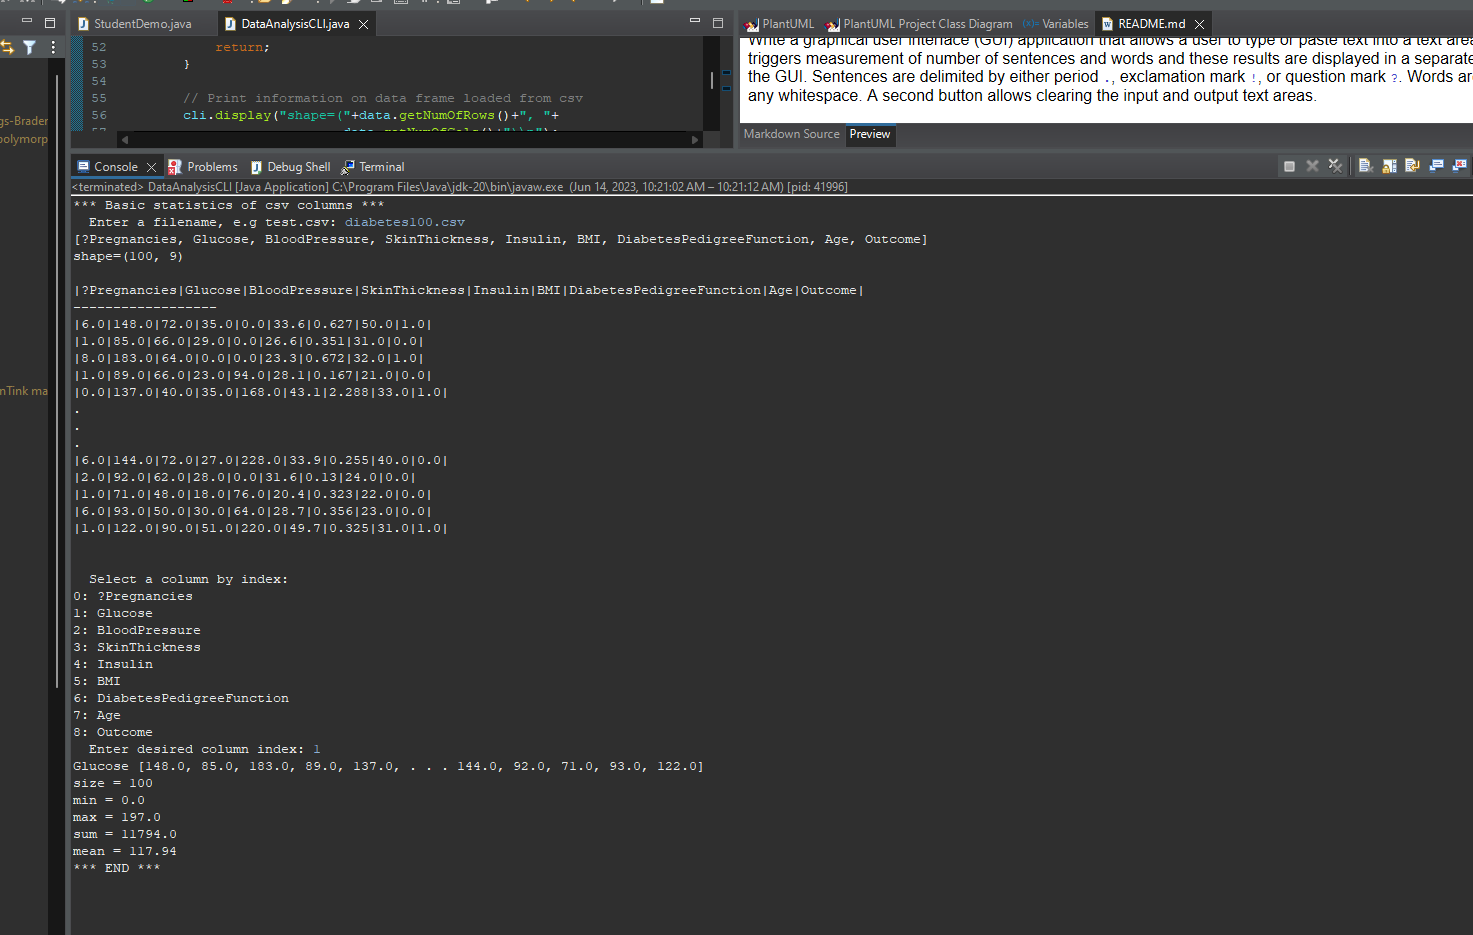 StudentDemo.java
DataAnalysisCLI.java
PlantUML
PlantUML Project Class Diagram
Variables
README.md
52 return;
53 }
54
55 // Print information on data frame loaded from csv
56 cli.display("shape=("+data.getNumOfRows()+", "+
Write a graphical user interface (GUI) application that allows a user to type or paste text into a text area
triggers measurement of number of sentences and words and these results are displayed in a separate
the GUI. Sentences are delimited by either period ., exclamation mark !, or question mark ?. Words ar
any whitespace. A second button allows clearing the input and output text areas.
Markdown Source Preview
gs-Brader
polymorp
nTink ma
Console Problems Debug Shell Terminal
<terminated> DataAnalysisCLI [Java Application] C:\Program Files\Java\jdk-20\bin\javaw.exe (Jun 14, 2023, 10:21:02 AM – 10:21:12 AM) [pid: 41996]
*** Basic statistics of csv columns ***
Enter a filename, e.g test.csv: diabetes100.csv
[?Pregnancies, Glucose, BloodPressure, SkinThickness, Insulin, BMI, DiabetesPedigreeFunction, Age, Outcome]
shape=(100, 9)
|?Pregnancies|Glucose|BloodPressure|SkinThickness|Insulin|BMI|DiabetesPedigreeFunction|Age|Outcome|
------------------
|6.0|148.0|72.0|35.0|0.0|33.6|0.627|50.0|1.0|
|1.0|85.0|66.0|29.0|0.0|26.6|0.351|31.0|0.0|
|8.0|183.0|64.0|0.0|0.0|23.3|0.672|32.0|1.0|
|1.0|89.0|66.0|23.0|94.0|28.1|0.167|21.0|0.0|
|0.0|137.0|40.0|35.0|168.0|43.1|2.288|33.0|1.0|
.
.
.
|6.0|144.0|72.0|27.0|228.0|33.9|0.255|40.0|0.0|
|2.0|92.0|62.0|28.0|0.0|31.6|0.13|24.0|0.0|
|1.0|71.0|48.0|18.0|76.0|20.4|0.323|22.0|0.0|
|6.0|93.0|50.0|30.0|64.0|28.7|0.356|23.0|0.0|
|1.0|122.0|90.0|51.0|220.0|49.7|0.325|31.0|1.0|
Select a column by index:
0: ?Pregnancies
1: Glucose
2: BloodPressure
3: SkinThickness
4: Insulin
5: BMI
6: DiabetesPedigreeFunction
7: Age
8: Outcome
Enter desired column index: 1
Glucose [148.0, 85.0, 183.0, 89.0, 137.0, . . . 144.0, 92.0, 71.0, 93.0, 122.0]
size = 100
min = 0.0
max = 197.0
sum = 11794.0
mean = 117.94
*** END ***